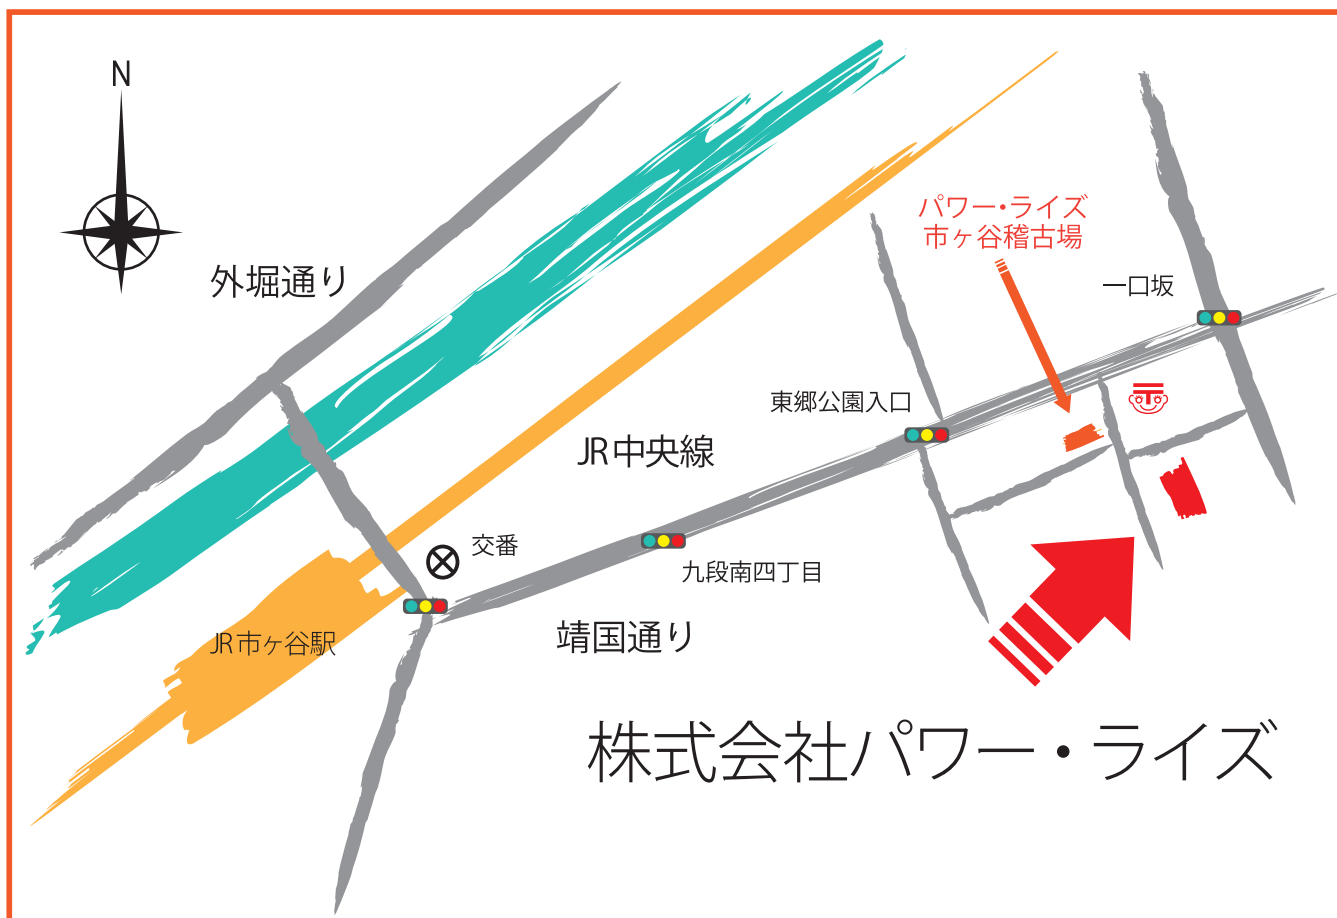 N
パワー・ライズ
市ヶ谷稽古場
外堀通り
一口坂
東郷公園入口
JR中央線
交番
九段南四丁目
JR市ヶ谷駅
靖国通り
株式会社パワー・ライズ